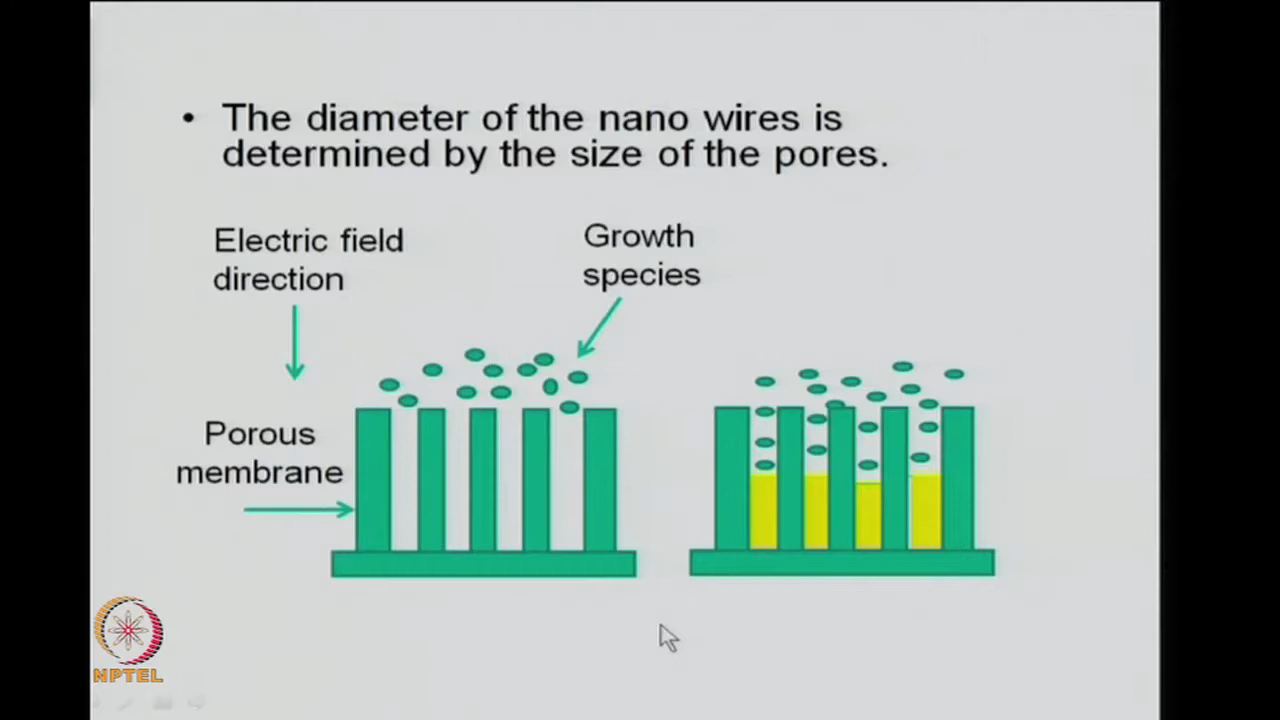 • The diameter of the nano wires is
determined by the size of the pores.
Electric field
direction
Growth
species
Porous
membrane
NPTEL